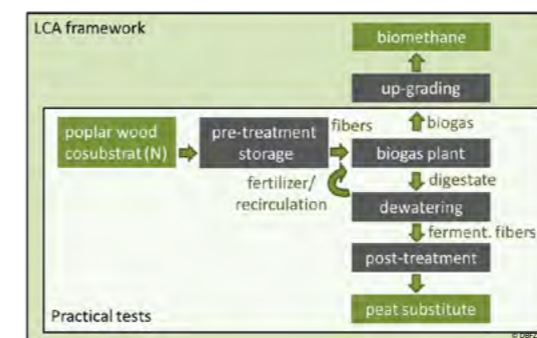 LCA framework
biomethane
up-grading
poplar wood
cosubstrat (N)
pre-treatment
storage
fibers
biogas
biogas plant
fertilizer/
recirculation
digestate
dewatering
ferment. fibers
post-treatment
peat substitute
Practical tests
© DBFZ